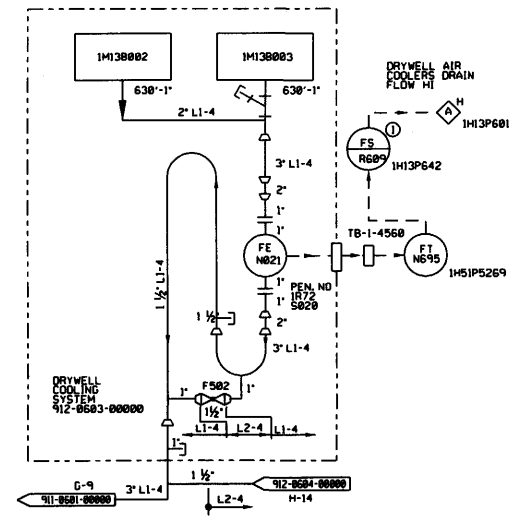 1M13B002
1M13B003
DRYWELL AIR
COOLERS DRAIN
FLOW HI
630'-1"
630'-1"
A
H
1H13P601
2" L1-4
FS
R609
1
1H13P642
3" L1-4
2"
1"
1"
TB-1-4560
FE
N021
FT
N695
1H51P5269
1 ½" L1-4
1"
1"
PEN. NO
1R72
S020
1 ½"
2"
3" L1-4
DRYWELL
COOLING
SYSTEM
912-0603-00000
F502
1"
1"
1½"
L1-4
L2-4
L1-4
1"
G-9
911-0601-00000
3" L1-4
1 ½"
912-0604-00000
H-14
L2-4